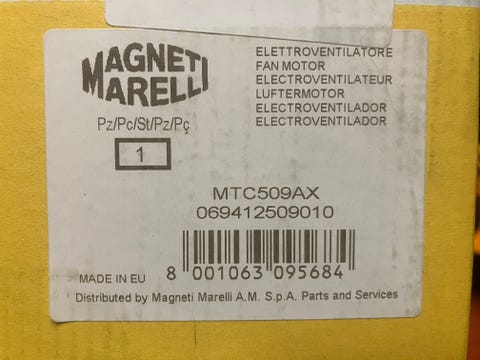 MAGNETI
MARELLI
ELETTROVENTILATORE
FAN MOTOR
ELECTROVENTILATEUR
LUFTERMOTOR
ELECTROVENTILADOR
ELECTROVENTILADOR
Pz/Pc/St/Pz/Pç
1
MTC509AX
069412509010
8 001063 095684
MADE IN EU
Distributed by Magneti Marelli A.M. S.p.A. Parts and Services